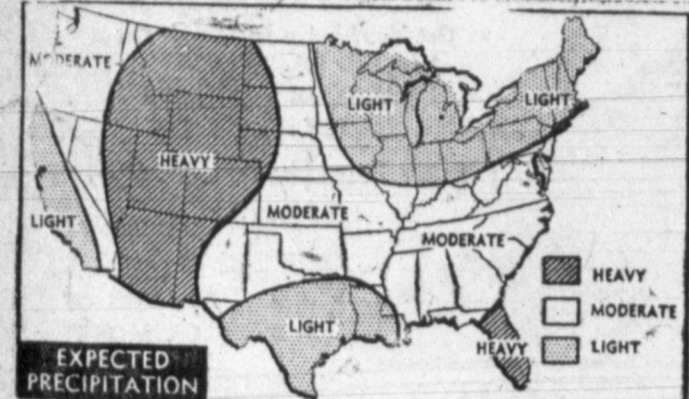 MODERATE
LIGHT
LIGHT
HEAVY
LIGHT
MODERATE
MODERATE
HEAVY
MODERATE
LIGHT
LIGHT
HEAVY
EXPECTED
PRECIPITATION